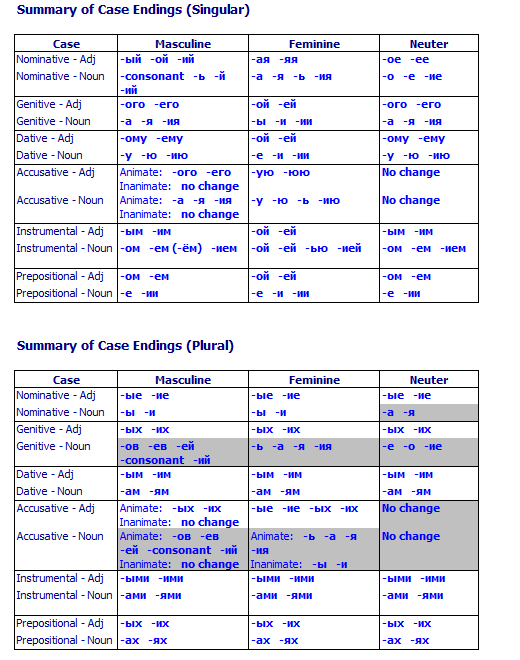 Summary of Case Endings (Singular)
Case Masculine Feminine Neuter
Nominative - Adj -ый -ой -ий -ая -яя -ое -ее
Nominative - Noun -consonant -ь -й -а -я -ь -ия -о -е -ие
-ий
Genitive - Adj -ого -его -ой -ей -ого -его
Genitive - Noun -а -я -ия -ы -и -ии -а -я -ия
Dative - Adj -ому -ему -ой -ей -ому -ему
Dative - Noun -у -ю -ию -е -и -ии -у -ю -ию
Accusative - Adj Animate: -ого -его -ую -юю No change
Inanimate: no change
Accusative - Noun Animate: -а -я -ия -у -ю -ь -ию No change
Inanimate: no change
Instrumental - Adj -ым -им -ой -ей -ым -им
Instrumental - Noun -ом -ем (-ём) -ием -ой -ей -ью -ией -ом -ем -ием
Prepositional - Adj -ом -ем -ой -ей -ом -ем
Prepositional - Noun -е -ии -е -и -ии -е -ии
Summary of Case Endings (Plural)
Case Masculine Feminine Neuter
Nominative - Adj -ые -ие -ые -ие -ые -ие
Nominative - Noun -ы -и -ы -и -а -я
Genitive - Adj -ых -их -ых -их -ых -их
Genitive - Noun -ов -ев -ей -ь -а -я -ия -е -о -ие
-consonant -ий
Dative - Adj -ым -им -ым -им -ым -им
Dative - Noun -ам -ям -ам -ям -ам -ям
Accusative - Adj Animate: -ых -их -ые -ие -ых -их No change
Inanimate: no change
Accusative - Noun Animate: -ов -ев Animate: -ь -а -я No change
-ей -consonant -ий -ия
Inanimate: no change Inanimate: -ы -и
Instrumental - Adj -ыми -ими -ыми -ими -ыми -ими
Instrumental - Noun -ами -ями -ами -ями -ами -ями
Prepositional - Adj -ых -их -ых -их -ых -их
Prepositional - Noun -ах -ях -ах -ях -ах -ях